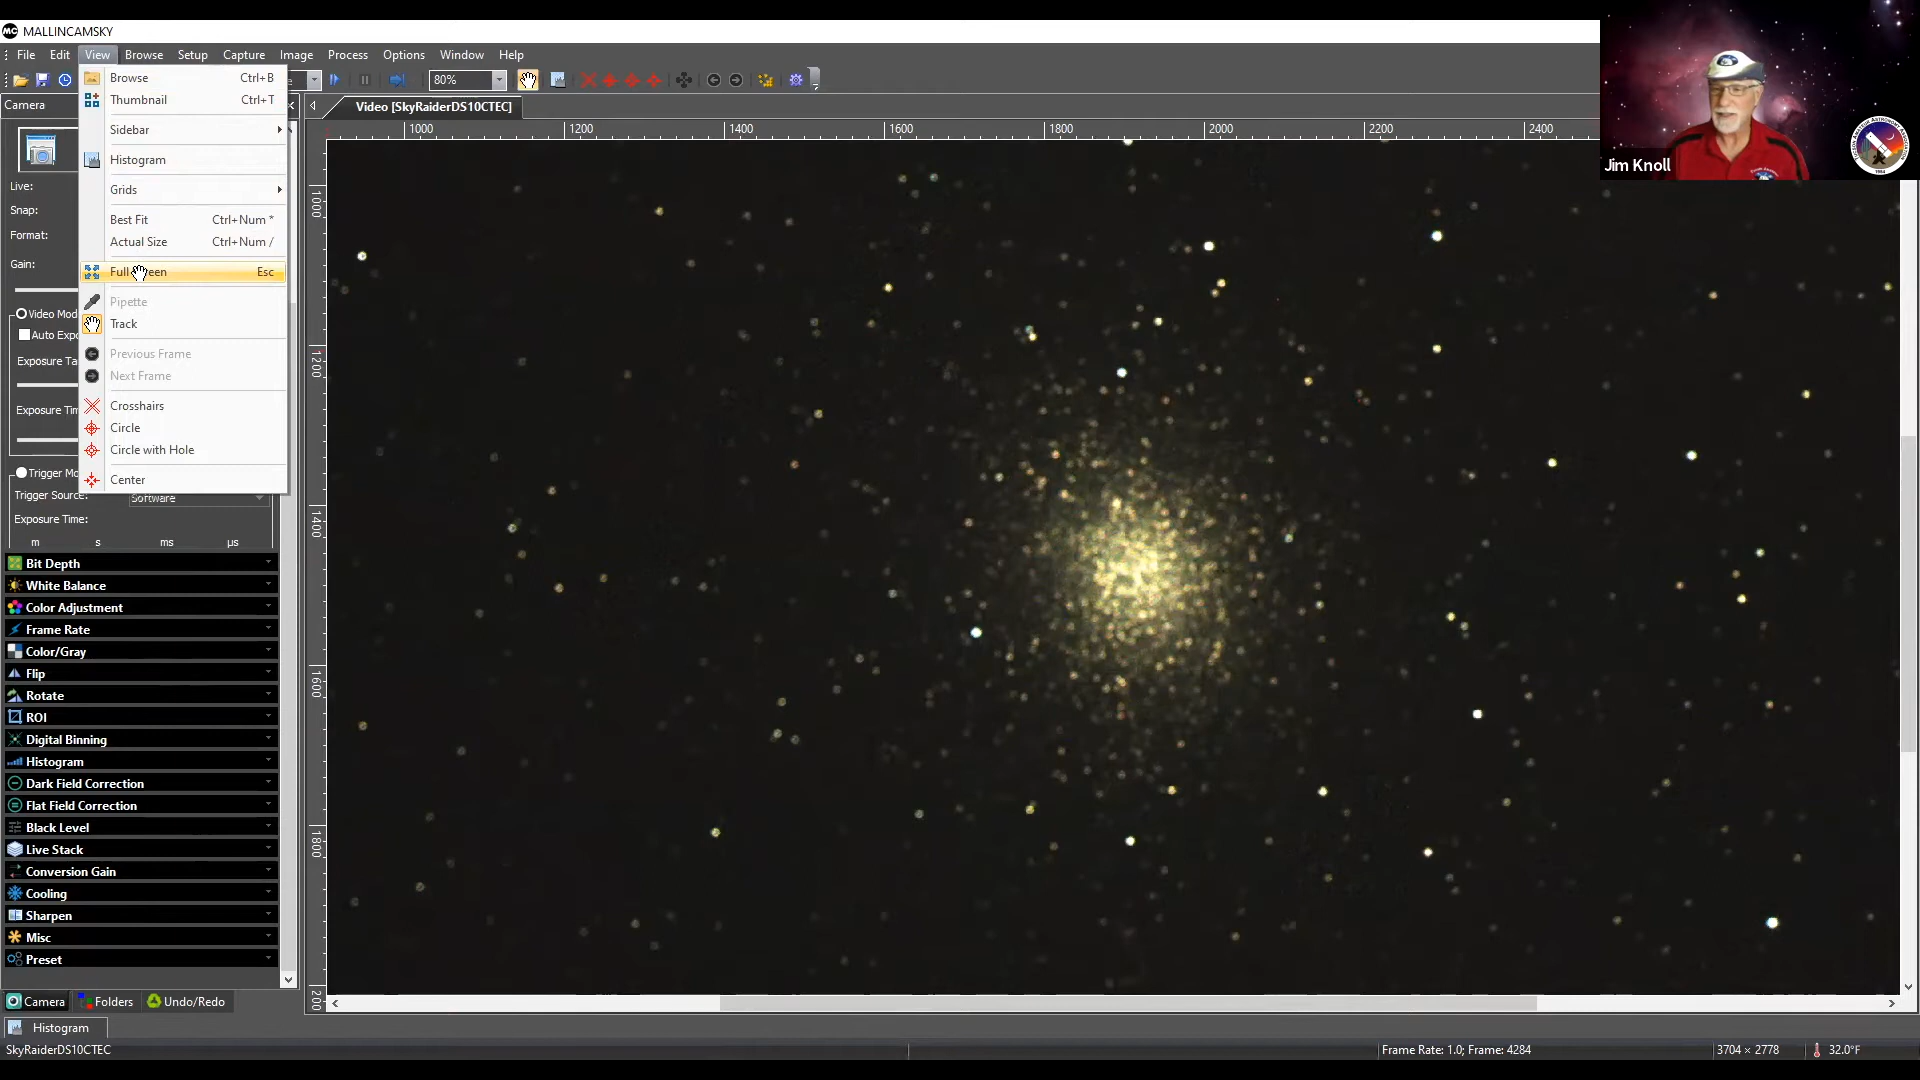 MC MALLINCAMSKY
File Edit View Browse Setup Capture Image Process Options Window Help
80%
Camera
Video [SkyRaiderDS10CTEC]
Browse Ctrl+B
Thumbnail Ctrl+T
Sidebar
Histogram
Grids
Best Fit Ctrl+Num *
Actual Size Ctrl+Num /
Esc
Pipette
Track
Previous Frame
Next Frame
Crosshairs
Circle
Circle with Hole
Center
Live:
Snap:
Format:
Gain:
Video Mod
Auto Expo
Exposure Ta
Exposure Tim
Trigger Mo
Trigger Source: Software
Exposure Time:
m s ms µs
Bit Depth
White Balance
Color Adjustment
Frame Rate
Color/Gray
Flip
Rotate
ROI
Digital Binning
Histogram
Dark Field Correction
Flat Field Correction
Black Level
Live Stack
Conversion Gain
Cooling
Sharpen
Misc
Preset
Camera Folders Undo/Redo
Histogram
SkyRaiderDS10CTEC
1000 1200 1400 1600 1800 2000 2200 2400
1000
1200
1400
1600
1800
200
Jim Knoll
Frame Rate: 1.0; Frame: 4284 3704 × 2778 32.0°F